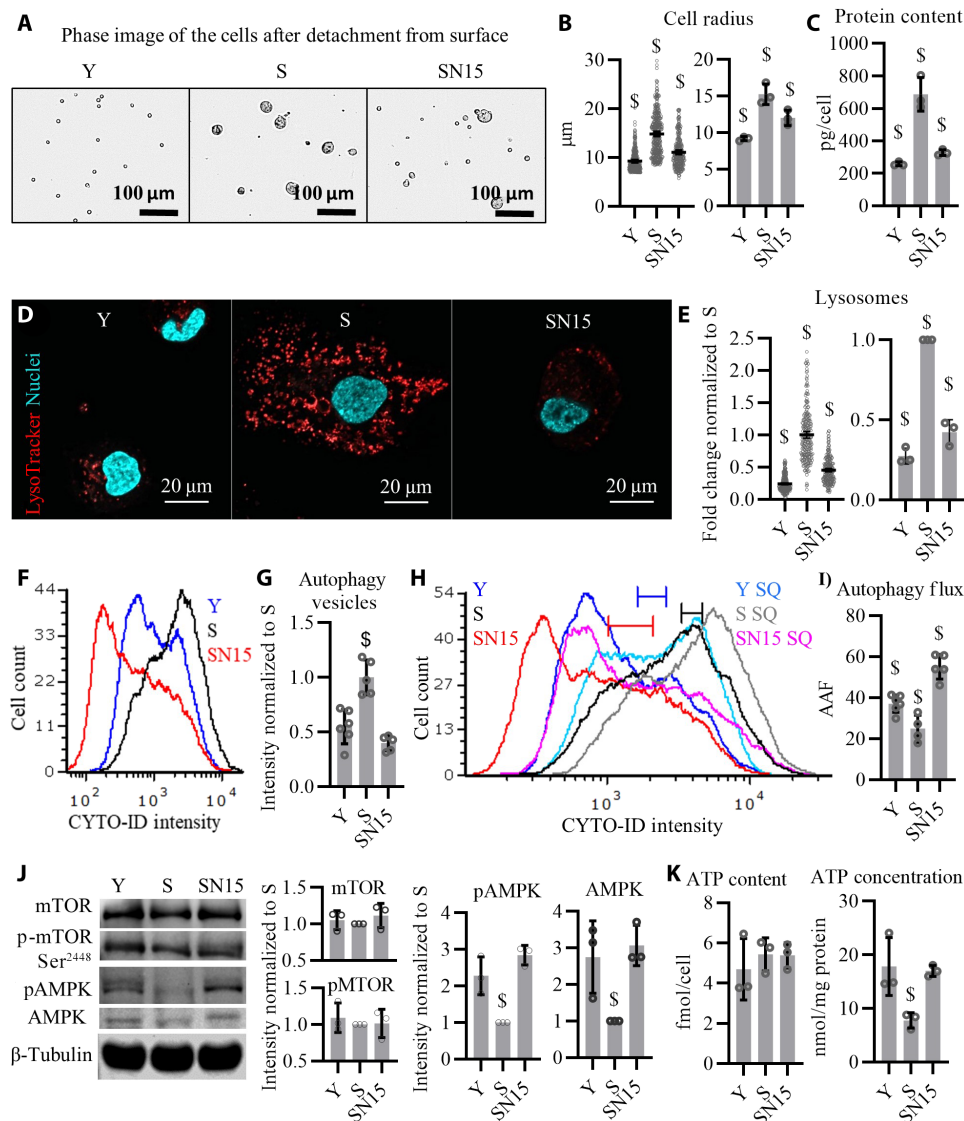 A
Phase image of the cells after detachment from surface
Y S SN15
100 µm 100 µm 100 µm
B
Cell radius
µm
30
20
10
0
Y
S
SN15
$ $ $
20
15
10
5
0
Y
S
SN15
$ $ $
C
Protein content
pg/cell
1000
800
600
400
200
0
Y
S
SN15
$ $ $
D
LysoTracker Nuclei
Y S SN15
20 µm 20 µm 20 µm
E
Lysosomes
Fold change normalized to S
2.5
2.0
1.5
1.0
0.5
0.0
Y
S
SN15
$ $ $
1.0
0.5
0.0
Y
S
SN15
$ $ $
F
Cell count
44
33
22
11
0
10² 10³ 10⁴
CYTO-ID intensity
Y
S
SN15
G
Autophagy
vesicles
Intensity normalized to S
1.5
1.0
0.5
0.0
Y
S
SN15
$
H
Cell count
54
40
27
13
0
10³ 10⁴
CYTO-ID intensity
Y
S
SN15
Y SQ
S SQ
SN15 SQ
I)
Autophagy flux
AAF
80
60
40
20
0
Y
S
SN15
$ $ $
J
Y S SN15
mTOR
p-mTOR
Ser²⁴⁴⁸
pAMPK
AMPK
β-Tubulin
Intensity normalized to S
mTOR
1.5
1.0
0.5
pMTOR
1.5
1.0
0.5
Y
S
SN15
Intensity normalized to S
pAMPK
4
3
2
1
0
Y
S
SN15
$
AMPK
4
3
2
1
0
Y
S
SN15
$
K
ATP content
fmol/cell
8
6
4
2
0
Y
S
SN15
ATP concentration
nmol/mg protein
30
20
10
0
Y
S
SN15
$